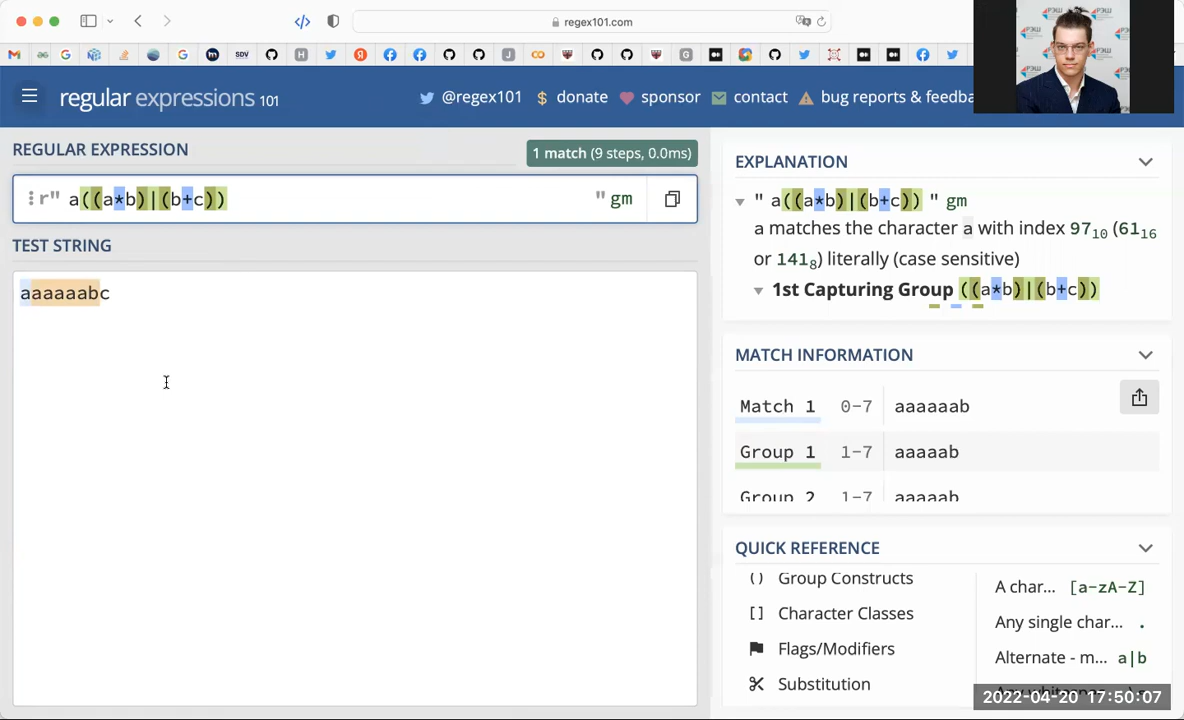 regex101.com
regular expressions 101
@regex101
$ donate
sponsor
contact
bug reports & feedba
REGULAR EXPRESSION
1 match (9 steps, 0.0ms)
r" a((a*b)|(b+c))
" gm
TEST STRING
aaaaaabc
EXPLANATION
" a((a*b)|(b+c)) " gm
a matches the character a with index 97₁₀ (61₁₆
or 141₈) literally (case sensitive)
1st Capturing Group ((a*b)|(b+c))
MATCH INFORMATION
Match 1 0-7 aaaaaab
Group 1 1-7 aaaaab
Group 2 1-7 aaaaab
QUICK REFERENCE
() Group Constructs
[] Character Classes
Flags/Modifiers
Substitution
A char... [a-zA-Z]
Any single char... .
Alternate - m... a|b
РЭШ
2022-04-20 17:50:07